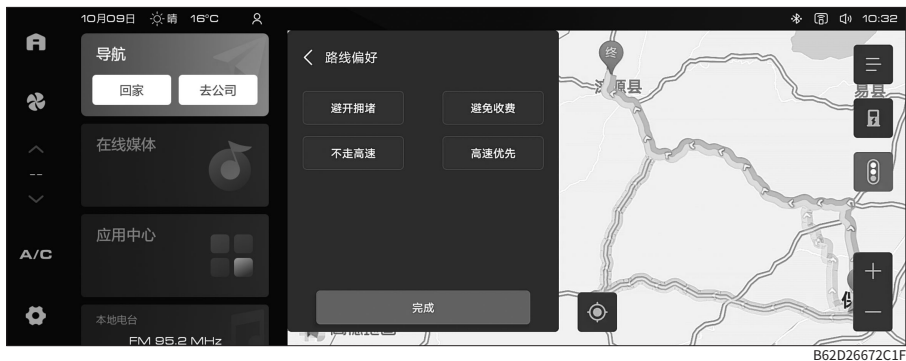 10月09日 晴 16°C
10:32
导航
回家
去公司
在线媒体
应用中心
本地电台
FM 95.2 MHz
--
A/C
路线偏好
避开拥堵
避免收费
不走高速
高速优先
完成
终
源县
易县
B62D26672C1F